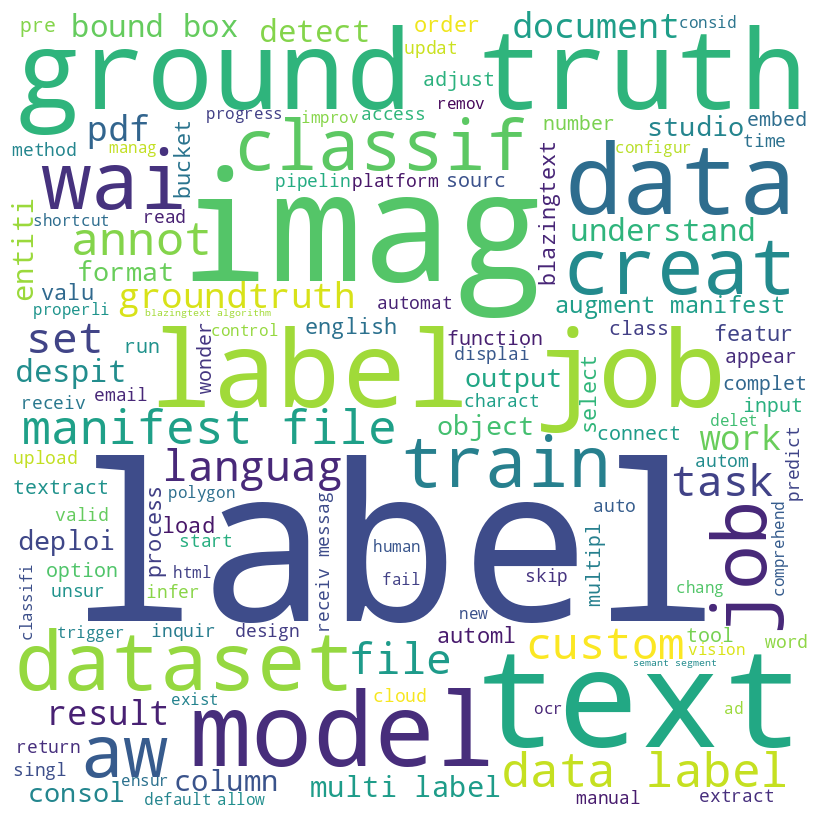 pre
bound box
detect
order
document
consid
updat
ground truth
adjust
remov
progress
improv
access
number
studio
embed
time
pdf
bucket
classif
method
manag
configur
wai
imag
data
shortcut
read
pipelin
platform
sourc
blazingtext
understand
entiti
annot
format
creat
valu
groundtruth
automat
augment manifest
properli
blazingtext algorithm
set
run
wonder
control
english
function
class
featur
label job
displai
appear
despit
receiv
email
output
select
complet
charact
input
manifest file
object
connect
work
delet
upload
languag
train
autom
task
predict
textract
process
polygon
label
auto
multipl
job
comprehend
valid
load
start
deploi
receiv messag
human
option
html
fail
skip
chang
classifi
unsur
infer
new
trigger
inquir
design
automl
custom
tool
word
vision
dataset
file
semant segment
text
exist
cloud
result
model
ocr
ad
return
aw
singl
ensur
column
data label
consol
default
allow
multi label
manual
extract